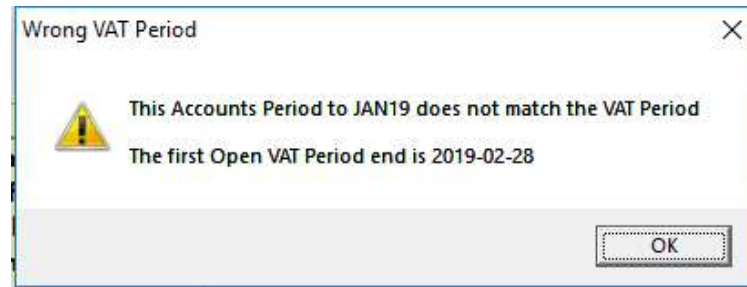 Wrong VAT Period
This Accounts Period to JAN19 does not match the VAT Period
The first Open VAT Period end is 2019-02-28
OK